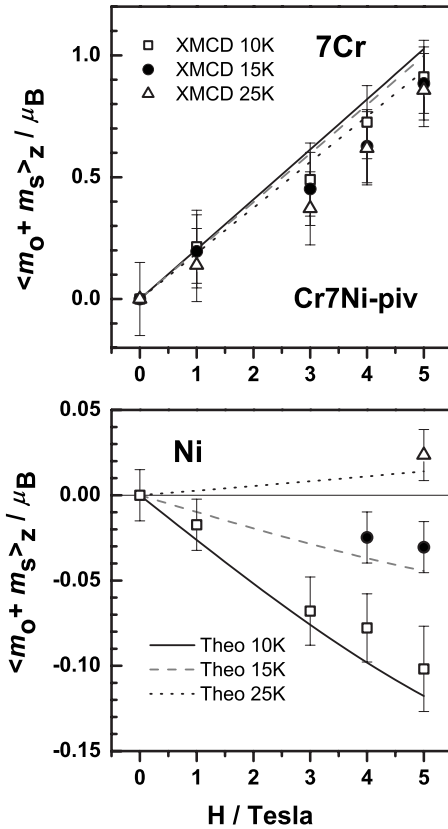 7Cr
XMCD 10K
XMCD 15K
XMCD 25K
1.0
0.5
0.0
<m_o+ m_s>_z / μ_B
Cr7Ni-piv
0 1 2 3 4 5
0.05
0.00
-0.05
-0.10
-0.15
<m_o+ m_s>_z / μ_B
Ni
Theo 10K
Theo 15K
Theo 25K
0 1 2 3 4 5
H / Tesla